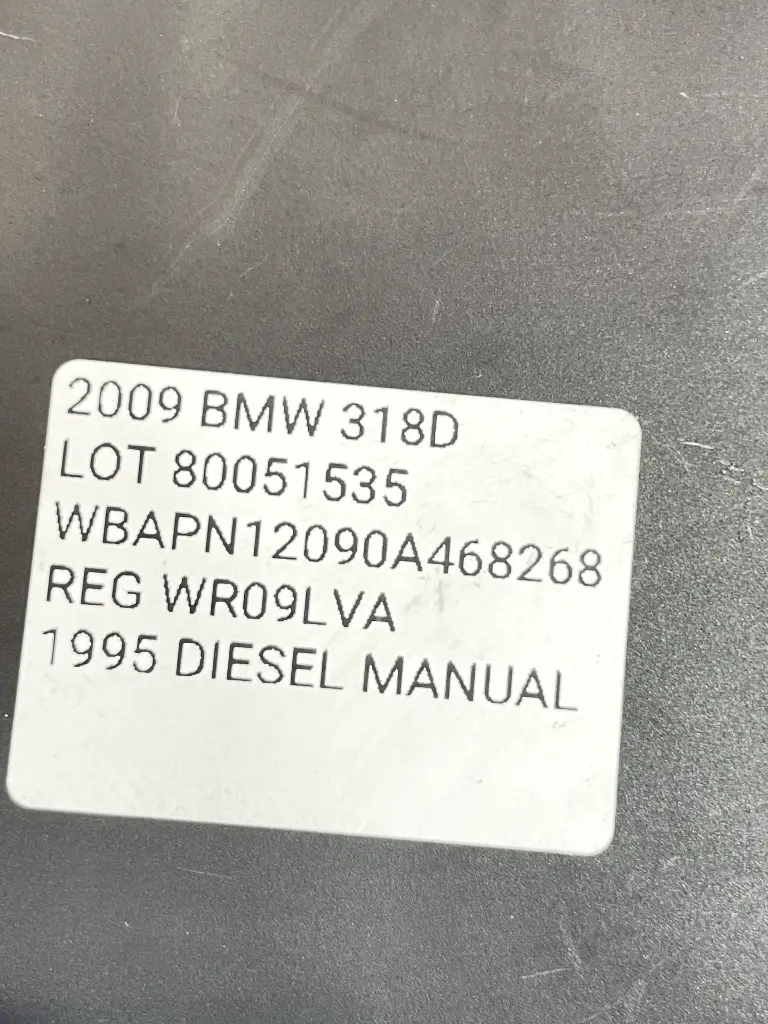 2009 BMW 318D
LOT 80051535
WBAPN12090A468268
REG WR09LVA
1995 DIESEL MANUAL